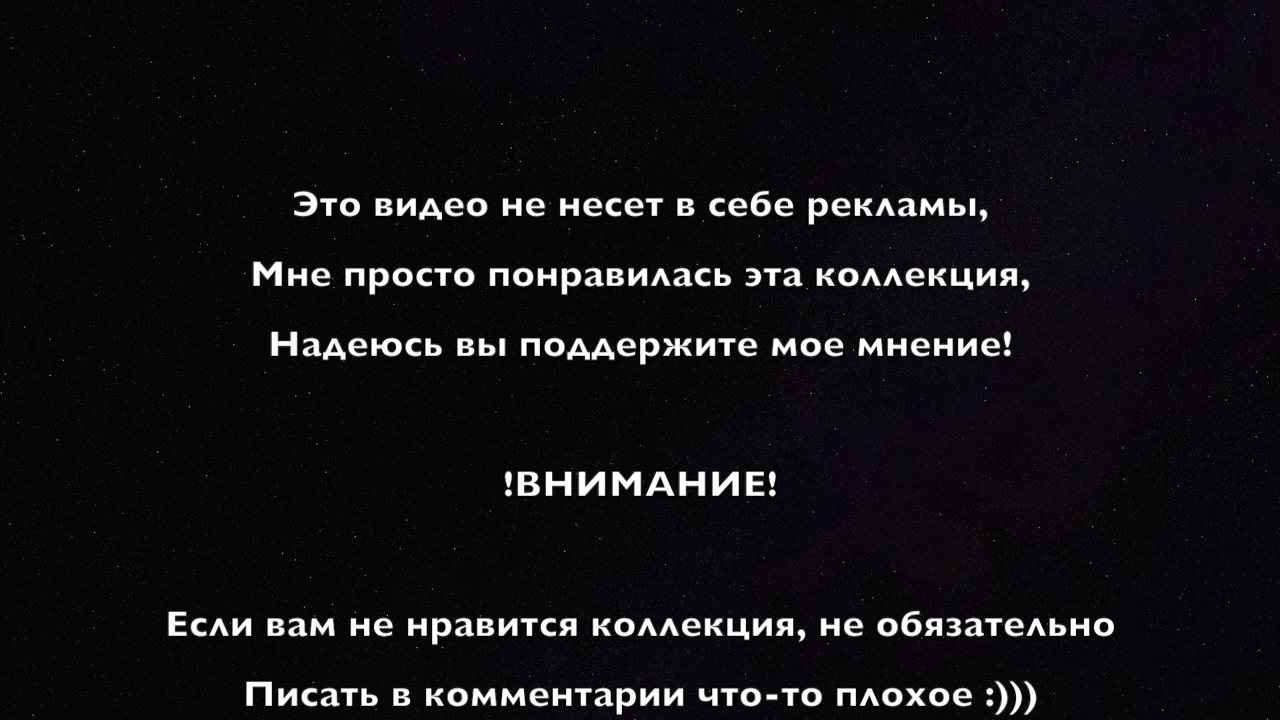 Это видео не несет в себе рекламы,
Мне просто понравилась эта коллекция,
Надеюсь вы поддержите мое мнение!
!ВНИМАНИЕ!
Если вам не нравится коллекция, не обязательно
Писать в комментарии что-то плохое :)))